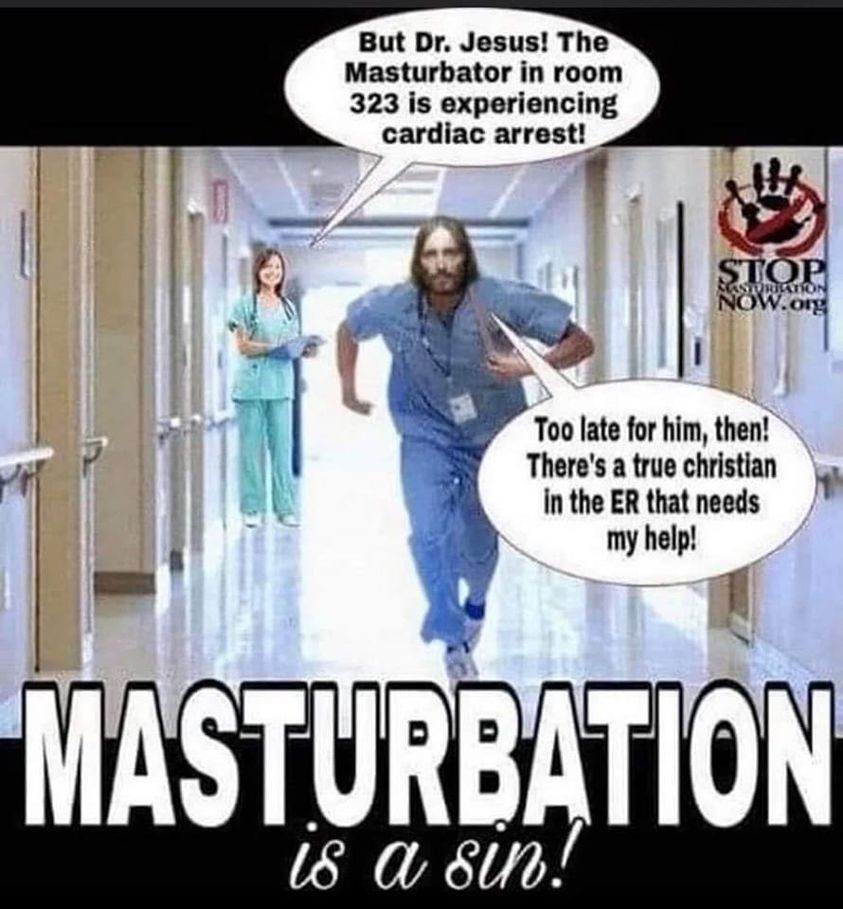 But Dr. Jesus! The
Masturbator in room
323 is experiencing
cardiac arrest!
STOP
MASTURBATION
NOW.org
Too late for him, then!
There's a true christian
in the ER that needs
my help!
MASTURBATION
is a sin!